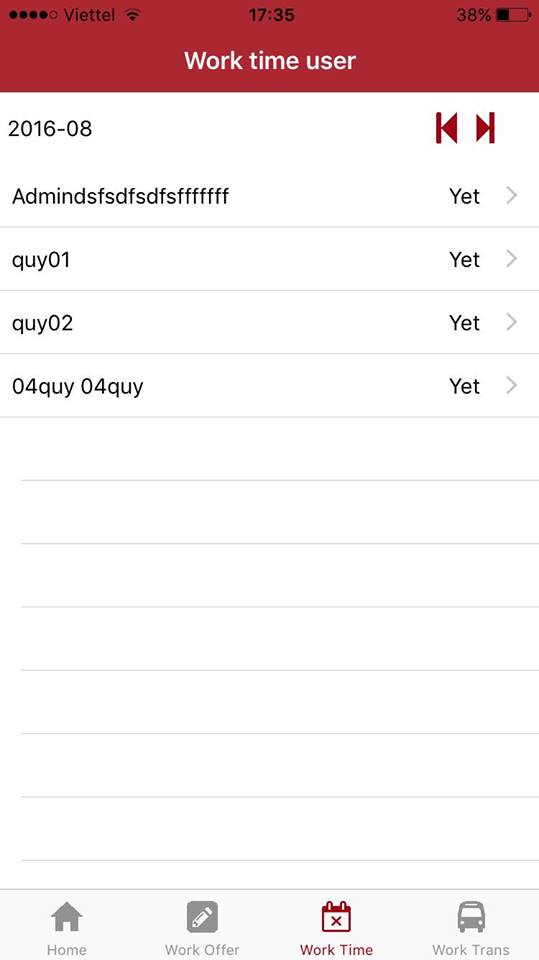 Viettel 17:35 38%
Work time user
2016-08
Admindsfsdfsdfsfffffff Yet
quy01 Yet
quy02 Yet
04quy 04quy Yet
Home Work Offer Work Time Work Trans